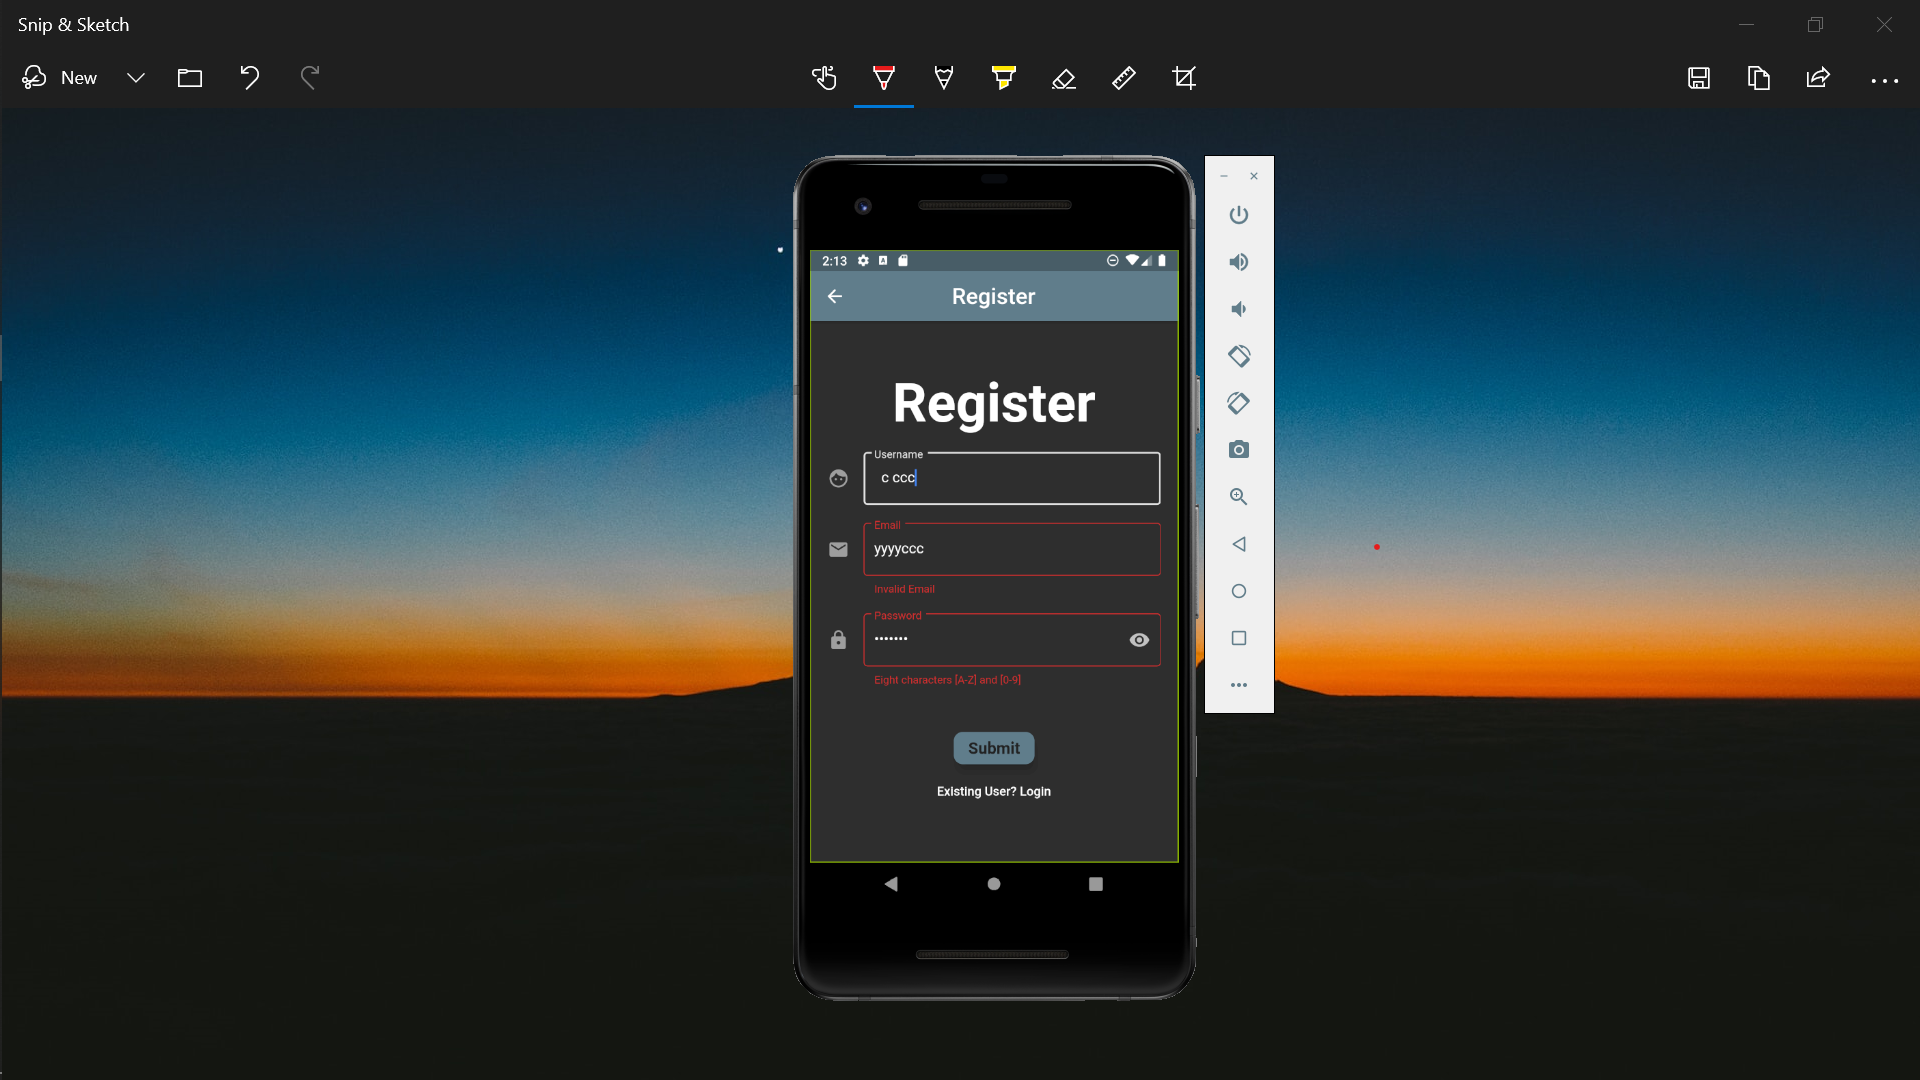 Snip & Sketch
New
2:13
Register
Register
Username
c ccc
Email
yyyyccc
Invalid Email
Password
•••••••
Eight characters [A-Z] and [0-9]
Submit
Existing User? Login